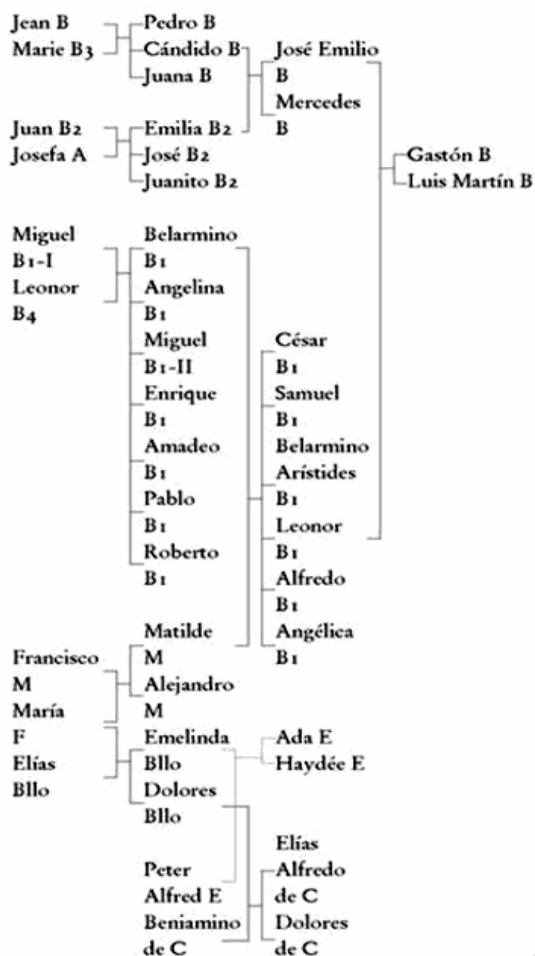 Jean B
Marie B3
Pedro B
Cándido B
Juana B
José Emilio
B
Mercedes
B
Juan B2
Josefa A
Emilia B2
José B2
Juanito B2
Gastón B
Luis Martín B
Miguel
B1-I
Leonor
B4
Belarmino
B1
Angelina
B1
Miguel
B1-II
Enrique
B1
Amadeo
B1
Pablo
B1
Roberto
B1
César
B1
Samuel
B1
Belarmino
Arístides
B1
Leonor
B1
Alfredo
B1
Angélica
B1
Francisco
M
María
F
Elías
Bllo
Matilde
M
Alejandro
M
Emelinda
Bllo
Dolores
Bllo
Ada E
Haydée E
Peter
Alfred E
Beniamino
de C
Elías
Alfredo
de C
Dolores
de C